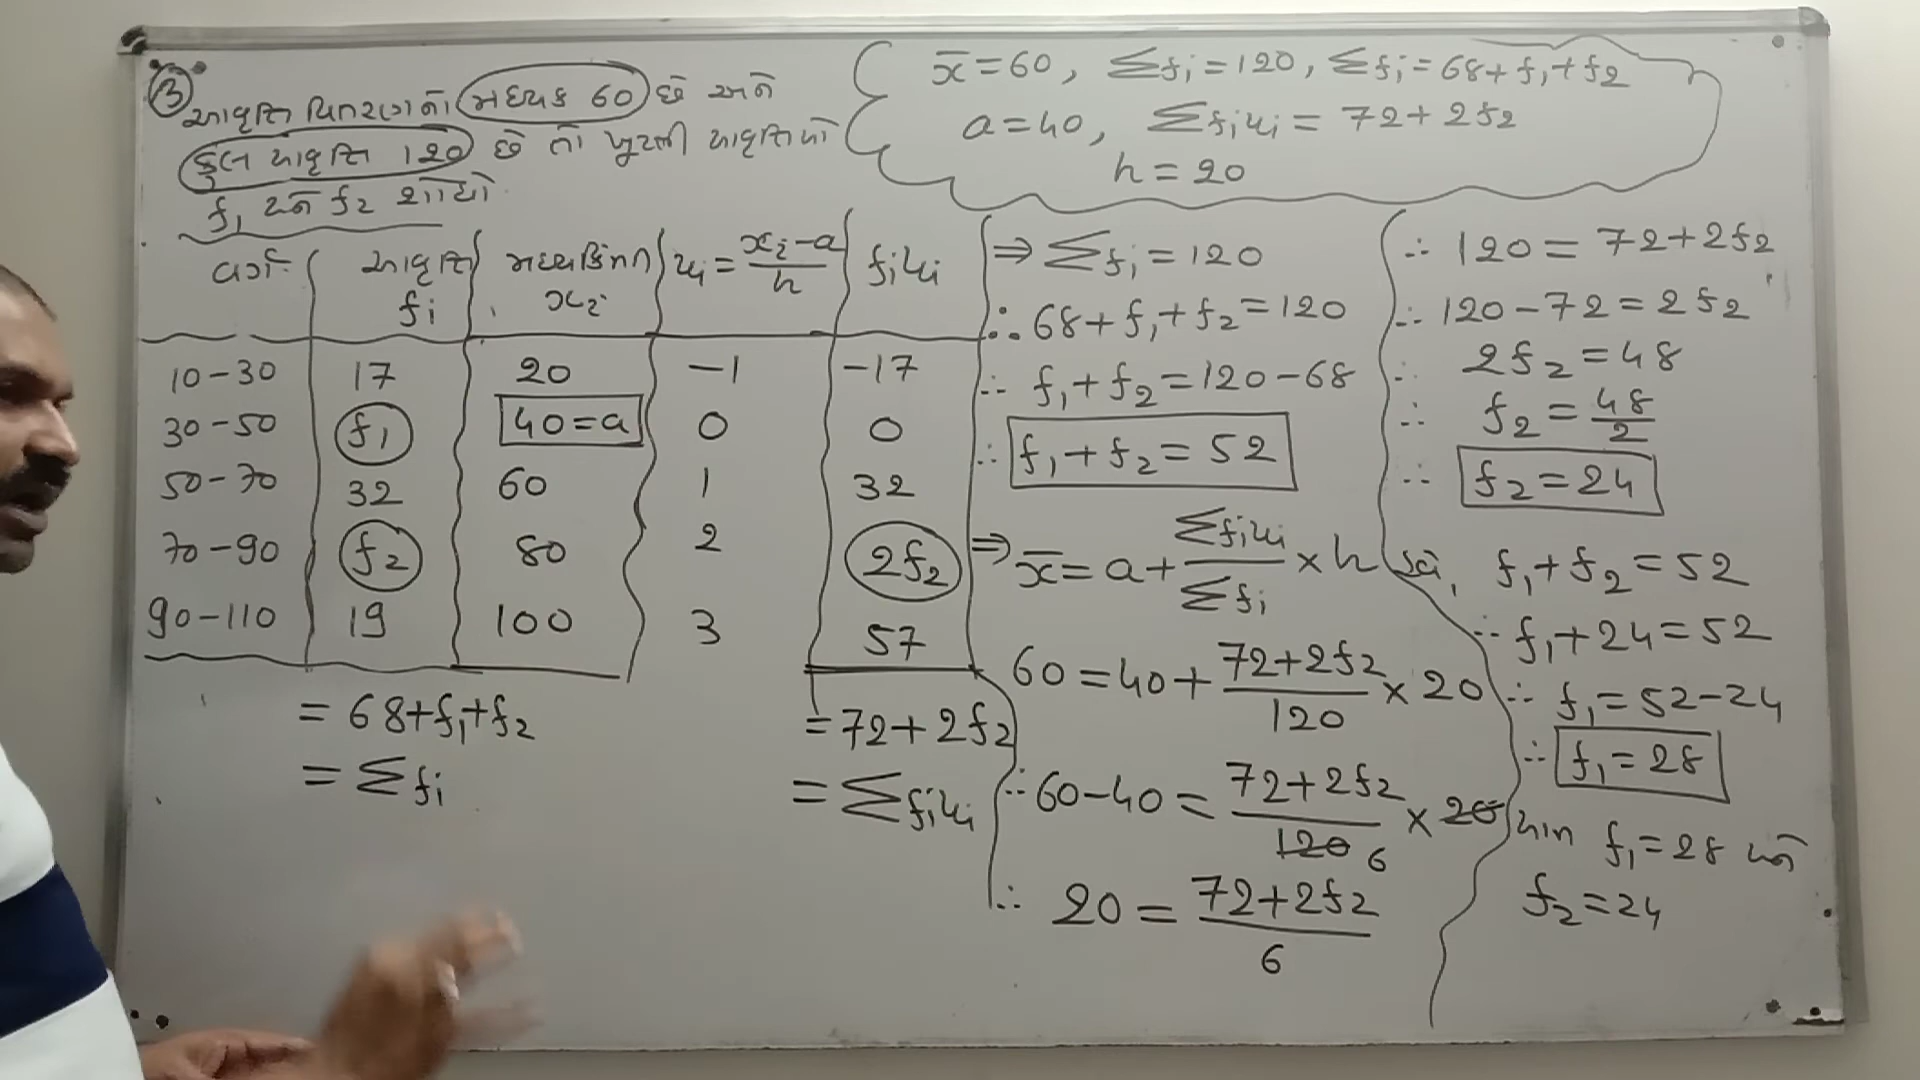 ③ આવૃત્તિ વિતરણનો મધ્યક 60 છે અને
કુલ આવૃત્તિ 120 છે તો ખૂટતી આવૃત્તિઓ
f₁ અને f₂ શોધો.
x̄ = 60, Σfᵢ = 120, Σfᵢ = 68 + f₁ + f₂
a = 40, Σfᵢuᵢ = 72 + 2f₂
h = 20
વર્ગ આવૃત્તિ fᵢ મધ્યકિંમત xᵢ uᵢ = (xᵢ - a)/h fᵢuᵢ
10-30 17 20 -1 -17
30-50 f₁ 40 = a 0 0
50-70 32 60 1 32
70-90 f₂ 80 2 2f₂
90-110 19 100 3 57
= 68 + f₁ + f₂ = 72 + 2f₂
= Σfᵢ = Σfᵢuᵢ
⇒ Σfᵢ = 120
∴ 68 + f₁ + f₂ = 120
∴ f₁ + f₂ = 120 - 68
∴ f₁ + f₂ = 52
⇒ x̄ = a + Σfᵢuᵢ/Σfᵢ × h
60 = 40 + (72 + 2f₂)/120 × 20
∴ 60 - 40 = (72 + 2f₂)/120 6 × 20
∴ 20 = (72 + 2f₂)/6
∴ 120 = 72 + 2f₂
∴ 120 - 72 = 2f₂
∴ 2f₂ = 48
∴ f₂ = 48/2
∴ f₂ = 24
f₁ + f₂ = 52
∴ f₁ + 24 = 52
∴ f₁ = 52 - 24
∴ f₁ = 28
f₁ = 28 અને
f₂ = 24